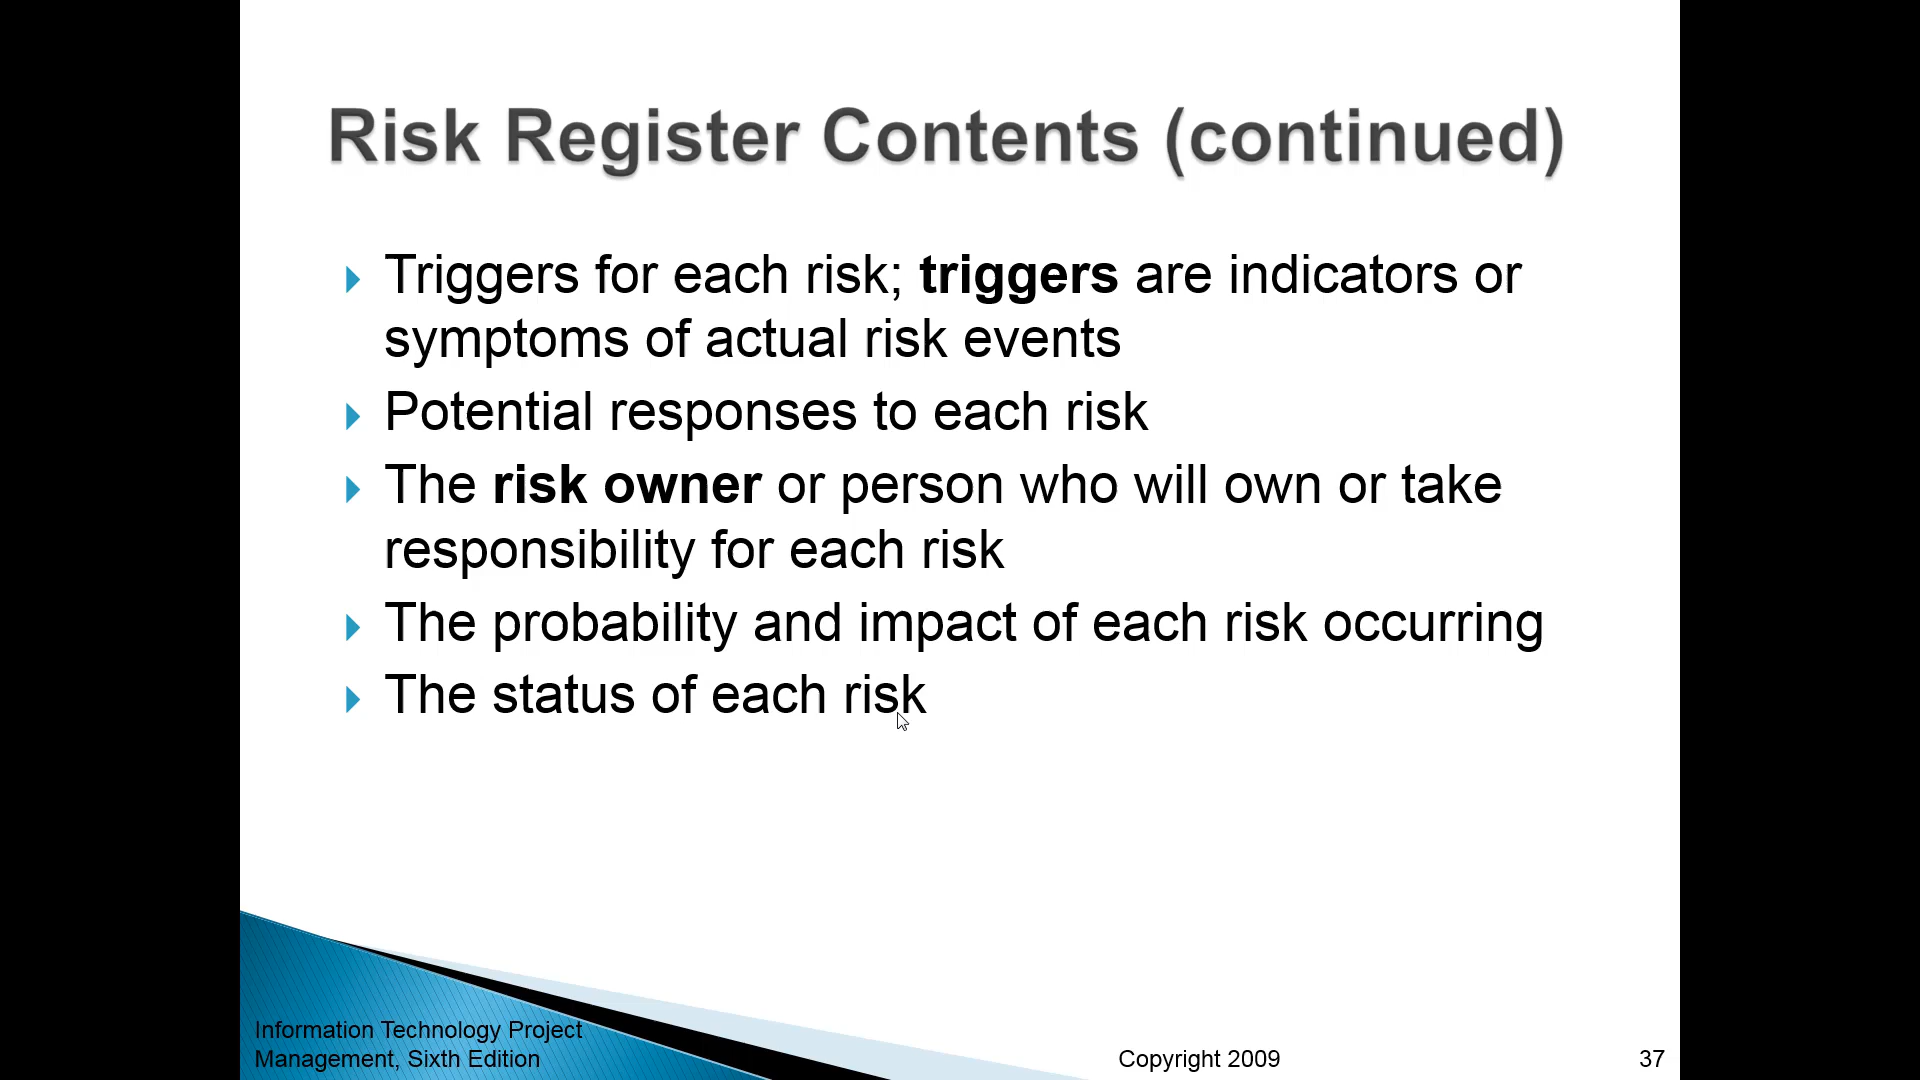 Risk Register Contents (continued)
Triggers for each risk; triggers are indicators or
symptoms of actual risk events
Potential responses to each risk
The risk owner or person who will own or take
responsibility for each risk
The probability and impact of each risk occurring
The status of each risk
Information Technology Project
Management, Sixth Edition
Copyright 2009
37